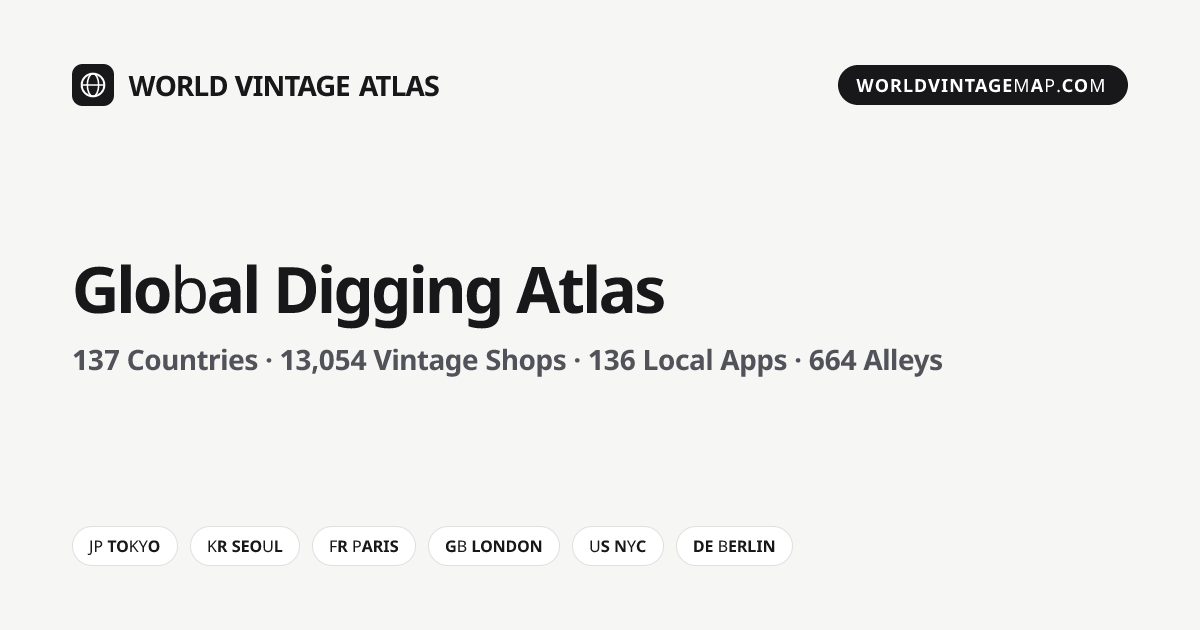 WORLD VINTAGE ATLAS
WORLDVINTAGEMAP.COM
Global Digging Atlas
137 Countries · 13,054 Vintage Shops · 136 Local Apps · 664 Alleys
JP TOKYO KR SEOUL FR PARIS GB LONDON US NYC DE BERLIN